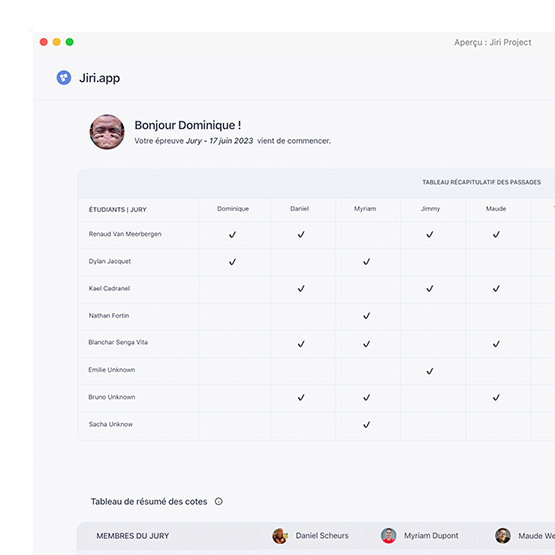 Aperçu : Jiri Project
Jiri.app
Bonjour Dominique !
Votre épreuve Jury - 17 juin 2023 vient de commencer.
TABLEAU RÉCAPITULATIF DES PASSAGES
ÉTUDIANTS | JURY Dominique Daniel Myriam Jimmy Maude
Renaud Van Meerbergen
Dylan Jacquet
Kael Cadranel
Nathan Fortin
Blanchar Senga Vita
Emilie Unknown
Bruno Unknown
Sacha Unknow
Tableau de résumé des cotes
MEMBRES DU JURY Daniel Scheurs Myriam Dupont Maude